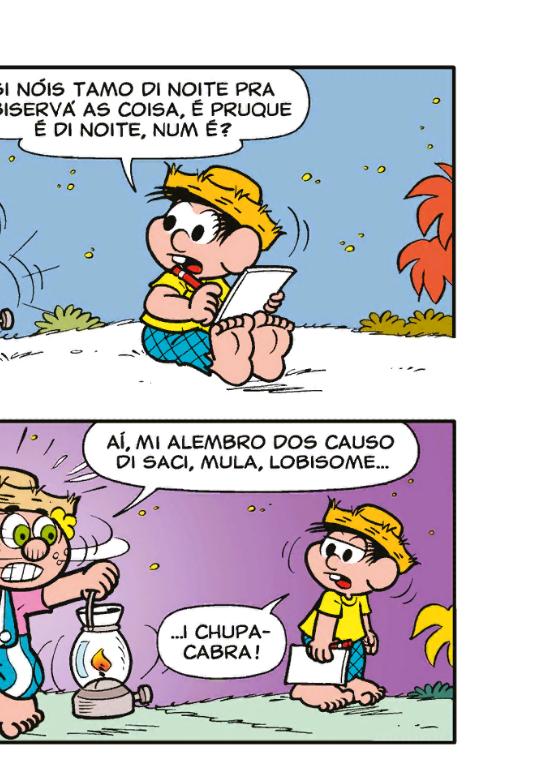 SI NÓIS TAMO DI NOITE PRA
BISERVÁ AS COISA, É PRUQUE
É DI NOITE, NUM É?
AÍ, MI ALEMBRO DOS CAUSO
DI SACI, MULA, LOBISOME...
...I CHUPA-
CABRA!